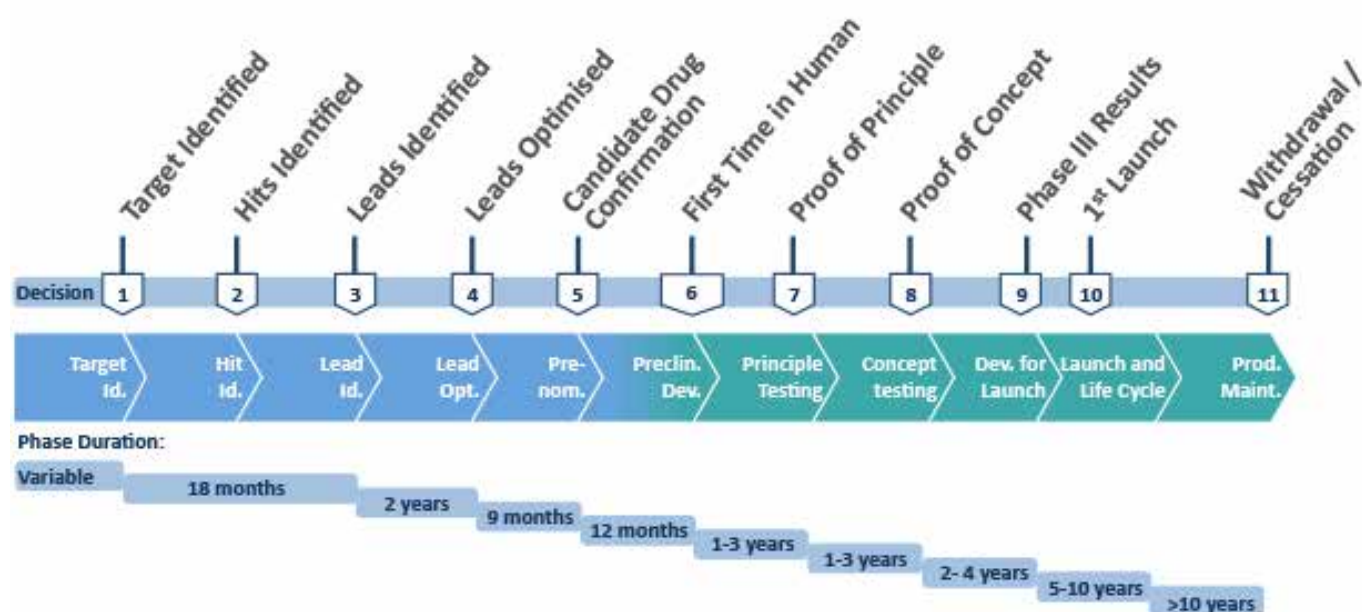 Target Identified
Hits Identified
Leads Identified
Leads Optimised
Candidate Drug
Confirmation
First Time in Human
Proof of Principle
Proof of Concept
Phase III Results
1st Launch
Withdrawal /
Cessation
Decision 1 2 3 4 5 6 7 8 9 10 11
Target
Id.
Hit
Id.
Lead
Id.
Lead
Opt.
Pre-
nom.
Preclin.
Dev.
Principle
Testing
Concept
testing
Dev. for
Launch
Launch and
Life Cycle
Prod.
Maint.
Phase Duration:
Variable
18 months
2 years
9 months
12 months
1-3 years
1-3 years
2- 4 years
5-10 years
>10 years